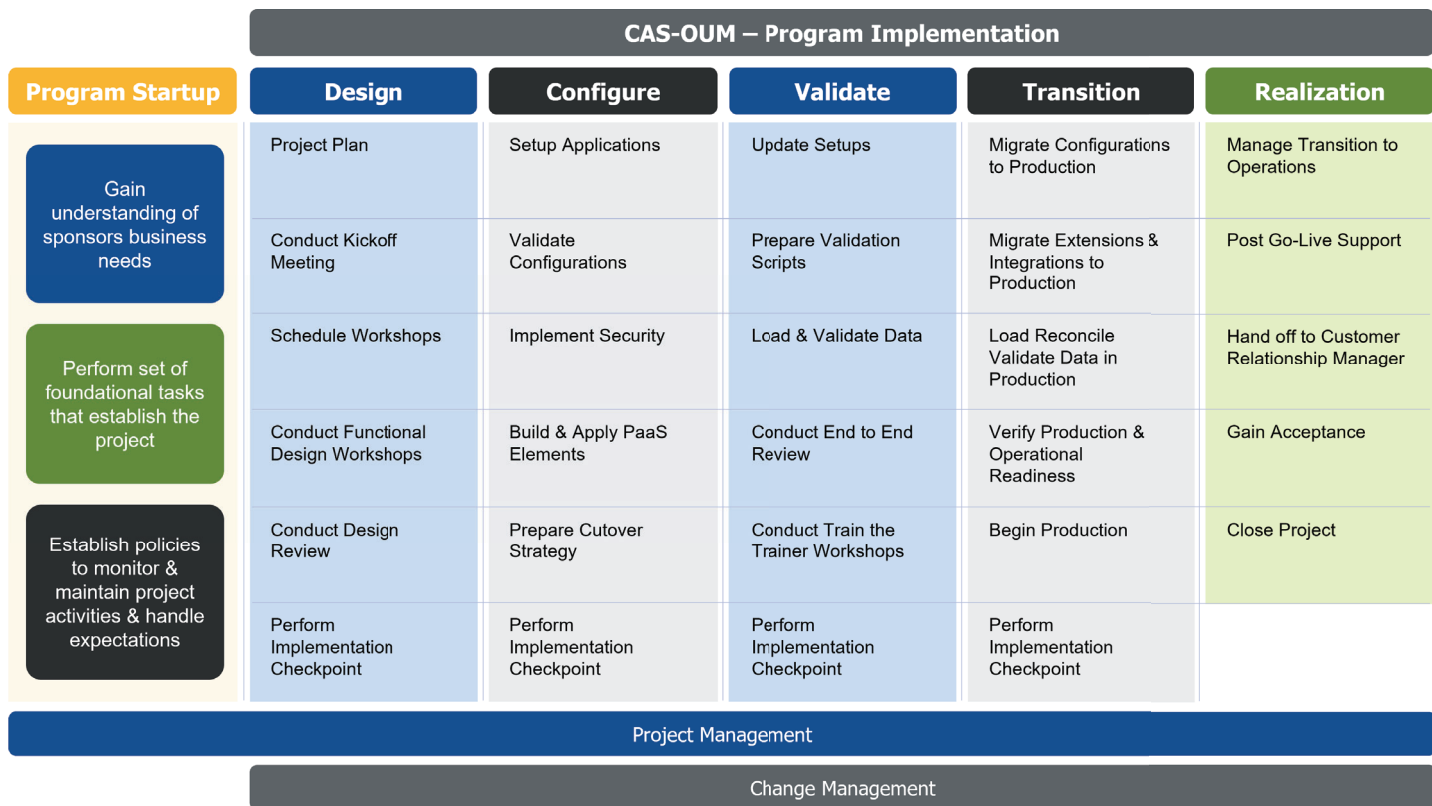 CAS-OUM – Program Implementation
Program Startup
Design
Configure
Validate
Transition
Realization
Gain
understanding of
sponsors business
needs
Perform set of
foundational tasks
that establish the
project
Establish policies
to monitor &
maintain project
activities & handle
expectations
Project Plan
Setup Applications
Update Setups
Migrate Configurations
to Production
Manage Transition to
Operations
Conduct Kickoff
Meeting
Validate
Configurations
Prepare Validation
Scripts
Migrate Extensions &
Integrations to
Production
Post Go-Live Support
Schedule Workshops
Implement Security
Load & Validate Data
Load Reconcile
Validate Data in
Production
Hand off to Customer
Relationship Manager
Conduct Functional
Design Workshops
Build & Apply PaaS
Elements
Conduct End to End
Review
Verify Production &
Operational
Readiness
Gain Acceptance
Conduct Design
Review
Prepare Cutover
Strategy
Conduct Train the
Trainer Workshops
Begin Production
Close Project
Perform
Implementation
Checkpoint
Perform
Implementation
Checkpoint
Perform
Implementation
Checkpoint
Perform
Implementation
Checkpoint
Project Management
Change Management